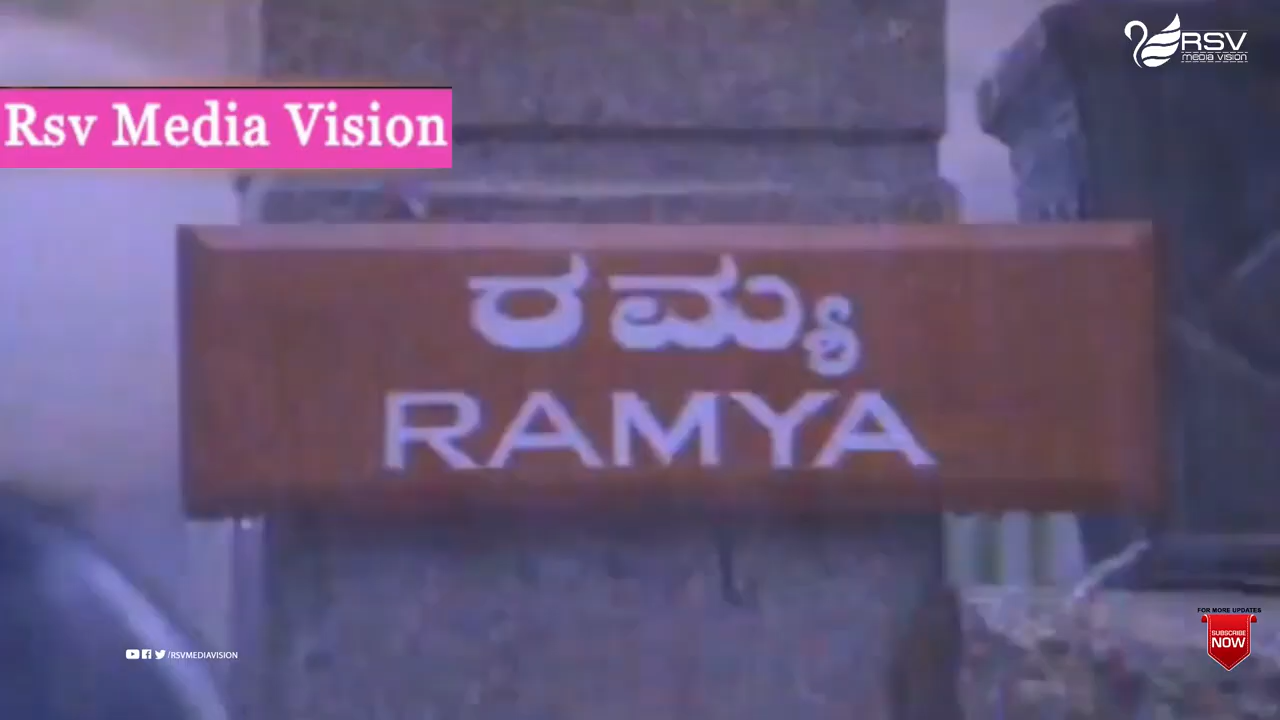 RSV
media vision
Rsv Media Vision
ರಮ್ಯ
RAMYA
FOR MORE UPDATES
SUBSCRIBE
NOW
/RSVMEDIAVISION